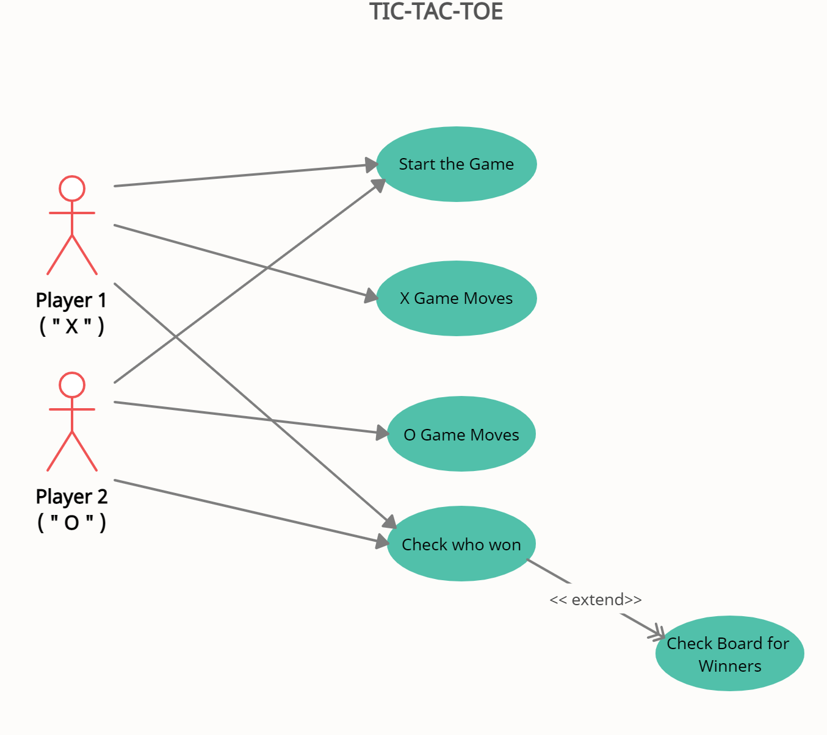 TIC-TAC-TOE
Start the Game
Player 1
( " X " )
X Game Moves
Player 2
( " O " )
O Game Moves
Check who won
<< extend>>
Check Board for
Winners